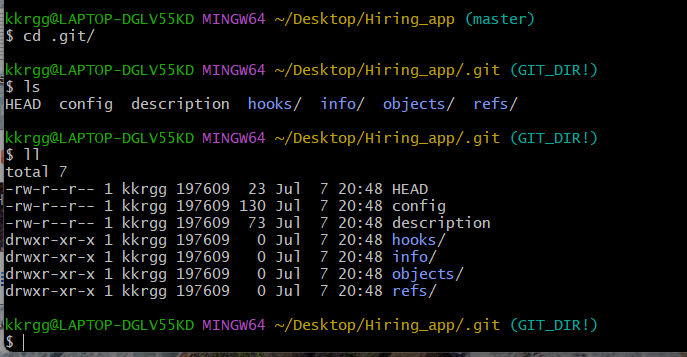 kkrgg@LAPTOP-DGLV55KD MINGW64 ~/Desktop/Hiring_app (master)
$ cd .git/
kkrgg@LAPTOP-DGLV55KD MINGW64 ~/Desktop/Hiring_app/.git (GIT_DIR!)
$ ls
HEAD  config  description  hooks/  info/  objects/  refs/
kkrgg@LAPTOP-DGLV55KD MINGW64 ~/Desktop/Hiring_app/.git (GIT_DIR!)
$ ll
total 7
-rw-r--r-- 1 kkrgg 197609  23 Jul  7 20:48 HEAD
-rw-r--r-- 1 kkrgg 197609 130 Jul  7 20:48 config
-rw-r--r-- 1 kkrgg 197609  73 Jul  7 20:48 description
drwxr-xr-x 1 kkrgg 197609   0 Jul  7 20:48 hooks/
drwxr-xr-x 1 kkrgg 197609   0 Jul  7 20:48 info/
drwxr-xr-x 1 kkrgg 197609   0 Jul  7 20:48 objects/
drwxr-xr-x 1 kkrgg 197609   0 Jul  7 20:48 refs/
kkrgg@LAPTOP-DGLV55KD MINGW64 ~/Desktop/Hiring_app/.git (GIT_DIR!)
$